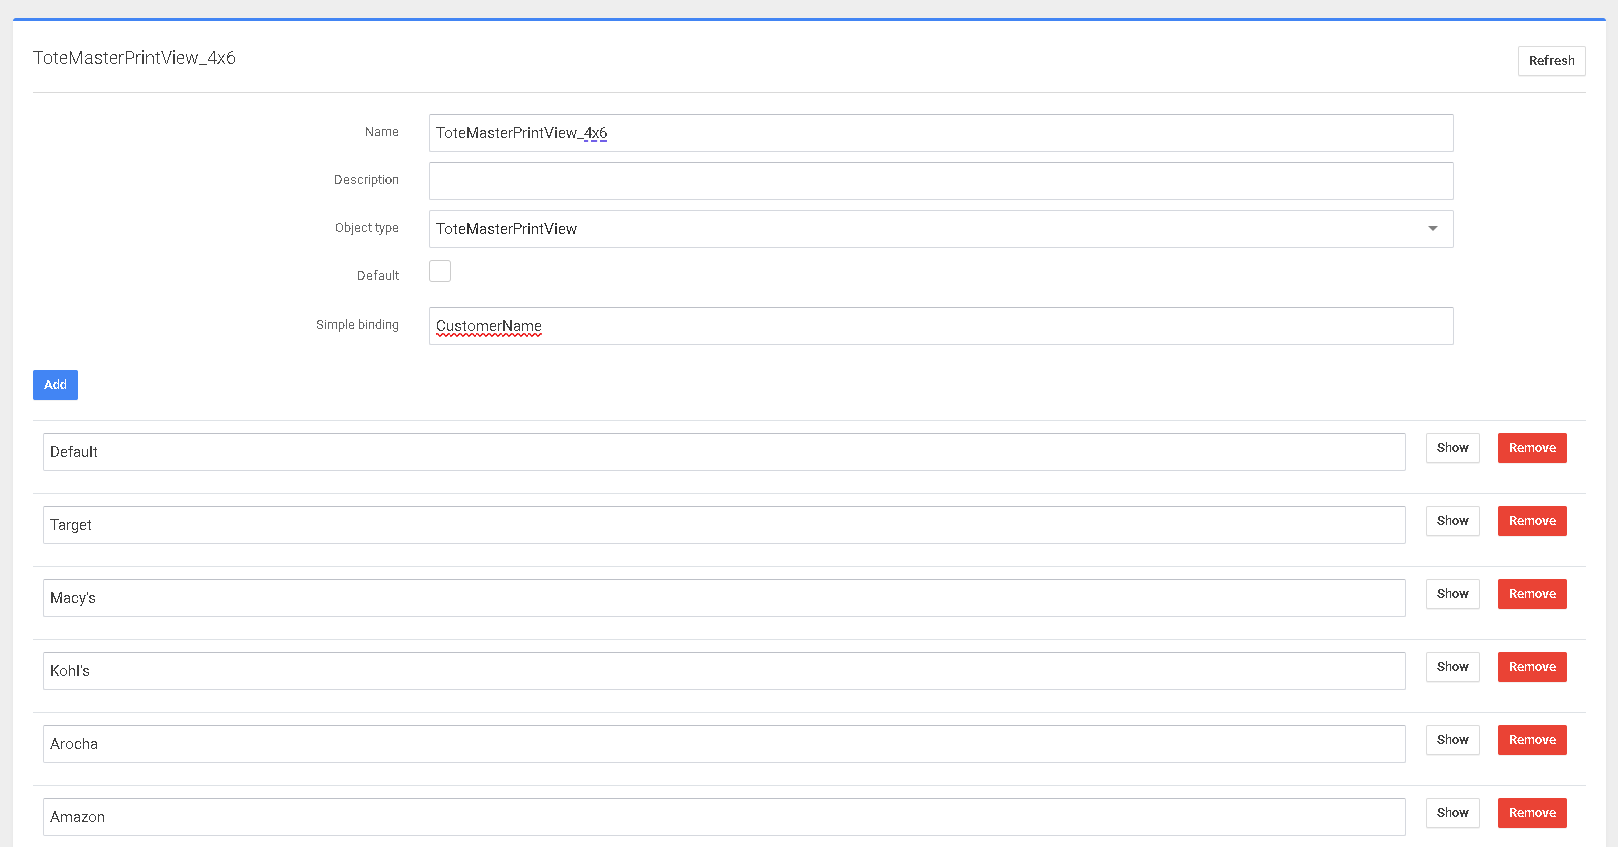 ToteMasterPrintView_4x6
Refresh
Name
ToteMasterPrintView_4x6
Description
Object type
ToteMasterPrintView
Default
Simple binding
CustomerName
Add
Default
Show
Remove
Target
Show
Remove
Macy's
Show
Remove
Kohl's
Show
Remove
Arocha
Show
Remove
Amazon
Show
Remove